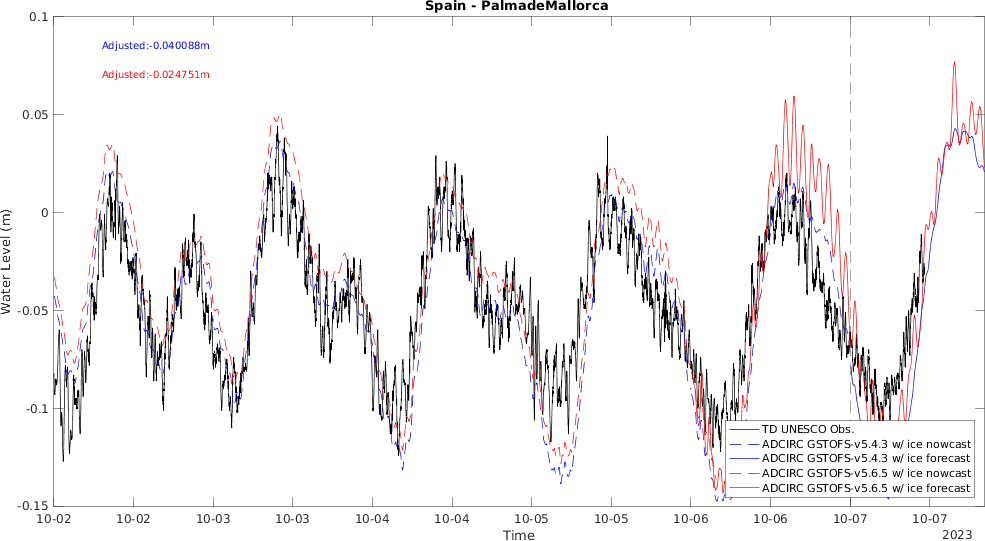 Spain - PalmadeMallorca
Adjusted:-0.040088m
Adjusted:-0.024751m
Water Level (m)
0.1
0.05
0
-0.05
-0.1
-0.15
TD UNESCO Obs.
ADCIRC GSTOFS-v5.4.3 w/ ice nowcast
ADCIRC GSTOFS-v5.4.3 w/ ice forecast
ADCIRC GSTOFS-v5.6.5 w/ ice nowcast
ADCIRC GSTOFS-v5.6.5 w/ ice forecast
10-02 10-02 10-03 10-03 10-04 10-04 10-05 10-05 10-06 10-06 10-07 10-07
Time
2023